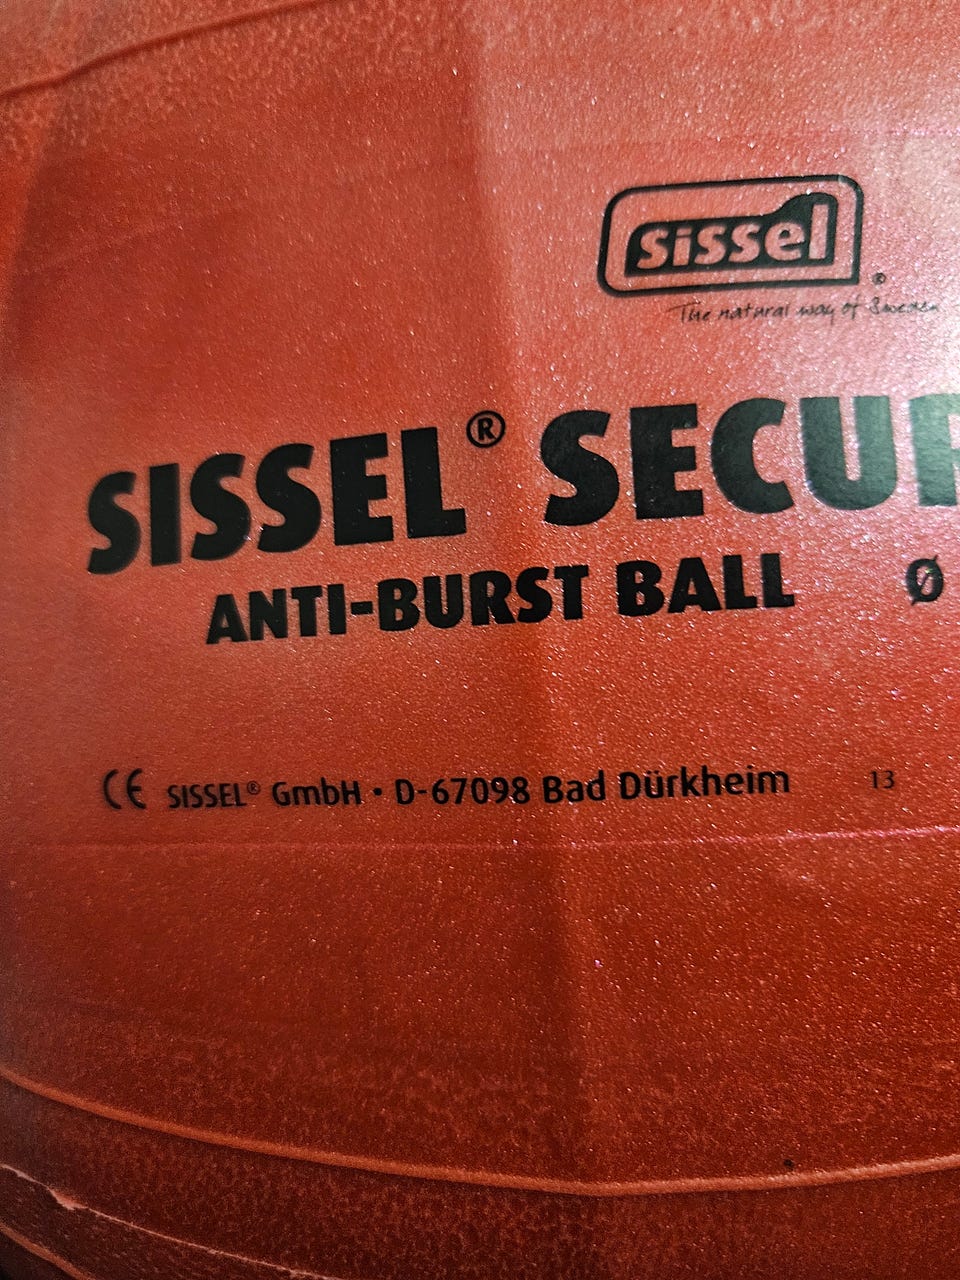 sissel®
The natural way of Sweden
SISSEL® SECUR
ANTI-BURST BALL Ø
CE SISSEL® GmbH • D-67098 Bad Dürkheim 13